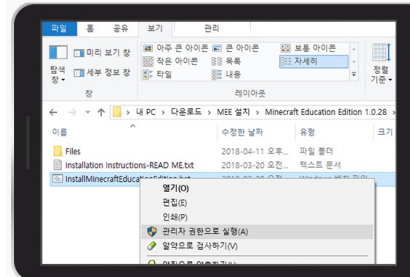 파일 홈 공유 보기 관리
미리 보기 창
세부 정보 창
탐색
창
아주 큰 아이콘 큰 아이콘 보통 아이콘
작은 아이콘 목록 자세히
타일 내용
정렬
기준
창 레이아웃
내 PC > 다운로드 > MEE 설치 > Minecraft Education Edition 1.0.28 >
이름 수정한 날짜 유형 크기
Files 2018-04-11 오후... 파일 폴더
Installation Instructions-READ ME.txt 2018-03-20 오전... 텍스트 문서
InstallMinecraftEducationEdition.bat
열기(O)
편집(E)
인쇄(P)
관리자 권한으로 실행(A)
알약으로 검사하기(V)